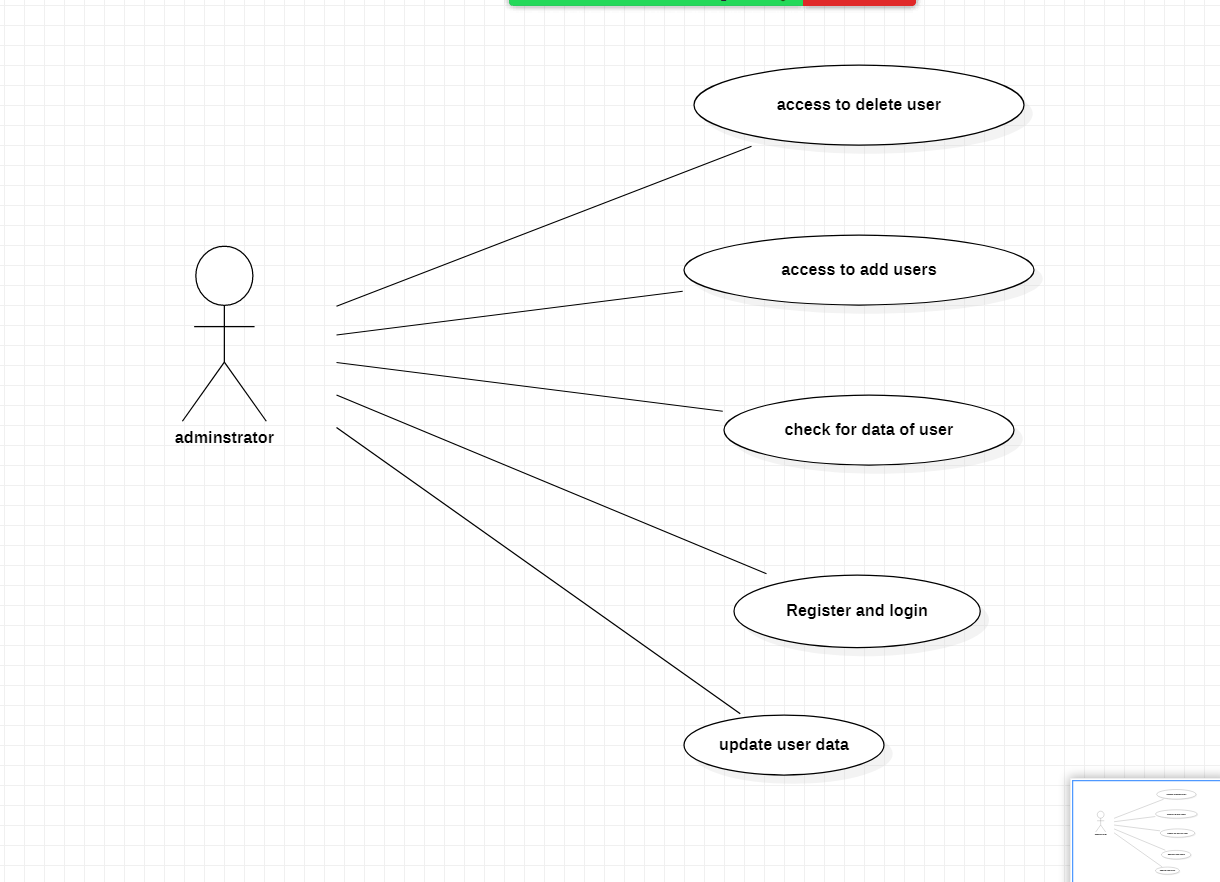 access to delete user
access to add users
adminstrator
check for data of user
Register and login
update user data